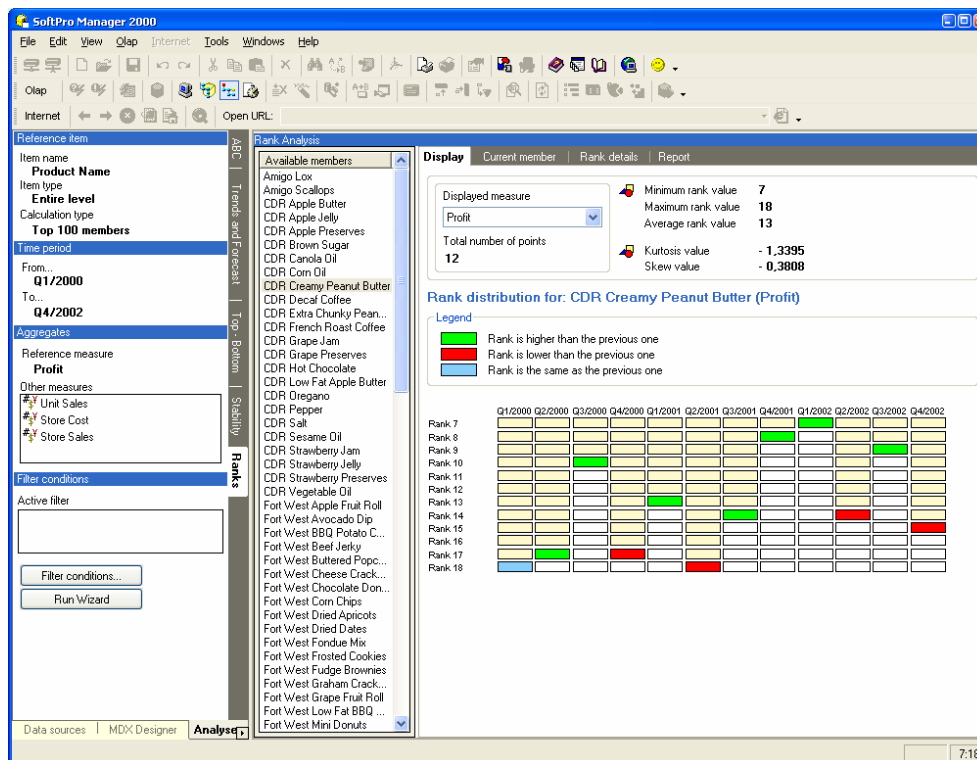 SoftPro Manager 2000
File Edit View Olap Internet Tools Windows Help
Olap
Internet Open URL:
Reference item
Item name
Product Name
Item type
Entire level
Calculation type
Top 100 members
Time period
From...
Q1/2000
To...
Q4/2002
Aggregates
Reference measure
Profit
Other measures
Unit Sales
Store Cost
Store Sales
Filter conditions
Active filter
Filter conditions...
Run Wizard
Data sources MDX Designer Analyse
ABC
Trends and Forecast
Top - Bottom
Stability
Ranks
Rank Analysis
Available members
Amigo Lox
Amigo Scallops
CDR Apple Butter
CDR Apple Jelly
CDR Apple Preserves
CDR Brown Sugar
CDR Canola Oil
CDR Corn Oil
CDR Creamy Peanut Butter
CDR Decaf Coffee
CDR Extra Chunky Pean...
CDR French Roast Coffee
CDR Grape Jam
CDR Grape Preserves
CDR Hot Chocolate
CDR Low Fat Apple Butter
CDR Oregano
CDR Pepper
CDR Salt
CDR Sesame Oil
CDR Strawberry Jam
CDR Strawberry Jelly
CDR Strawberry Preserves
CDR Vegetable Oil
Fort West Apple Fruit Roll
Fort West Avocado Dip
Fort West BBQ Potato C...
Fort West Beef Jerky
Fort West Buttered Popc...
Fort West Cheese Crack...
Fort West Chocolate Don...
Fort West Corn Chips
Fort West Dried Apricots
Fort West Dried Dates
Fort West Fondue Mix
Fort West Frosted Cookies
Fort West Fudge Brownies
Fort West Graham Crack...
Fort West Grape Fruit Roll
Fort West Low Fat BBQ ...
Fort West Mini Donuts
Display Current member Rank details Report
Displayed measure
Profit
Total number of points
12
Minimum rank value 7
Maximum rank value 18
Average rank value 13
Kurtosis value - 1,3395
Skew value - 0,3808
Rank distribution for: CDR Creamy Peanut Butter (Profit)
Legend
Rank is higher than the previous one
Rank is lower than the previous one
Rank is the same as the previous one
Q1/2000 Q2/2000 Q3/2000 Q4/2000 Q1/2001 Q2/2001 Q3/2001 Q4/2001 Q1/2002 Q2/2002 Q3/2002 Q4/2002
Rank 7
Rank 8
Rank 9
Rank 10
Rank 11
Rank 12
Rank 13
Rank 14
Rank 15
Rank 16
Rank 17
Rank 18
7:18